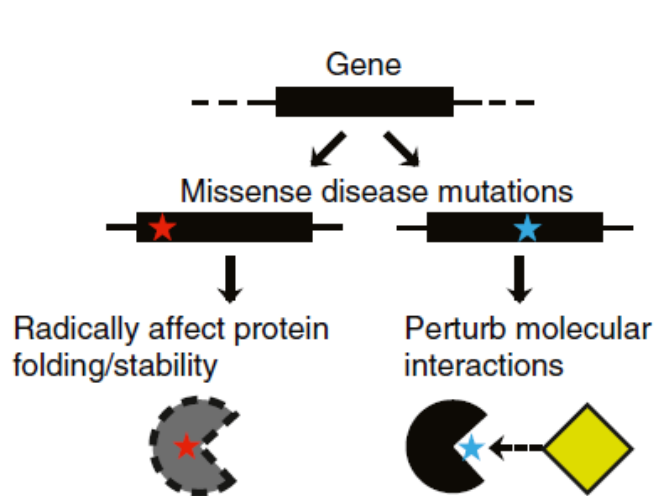 Gene
Missense disease mutations
Radically affect protein
folding/stability
Perturb molecular
interactions